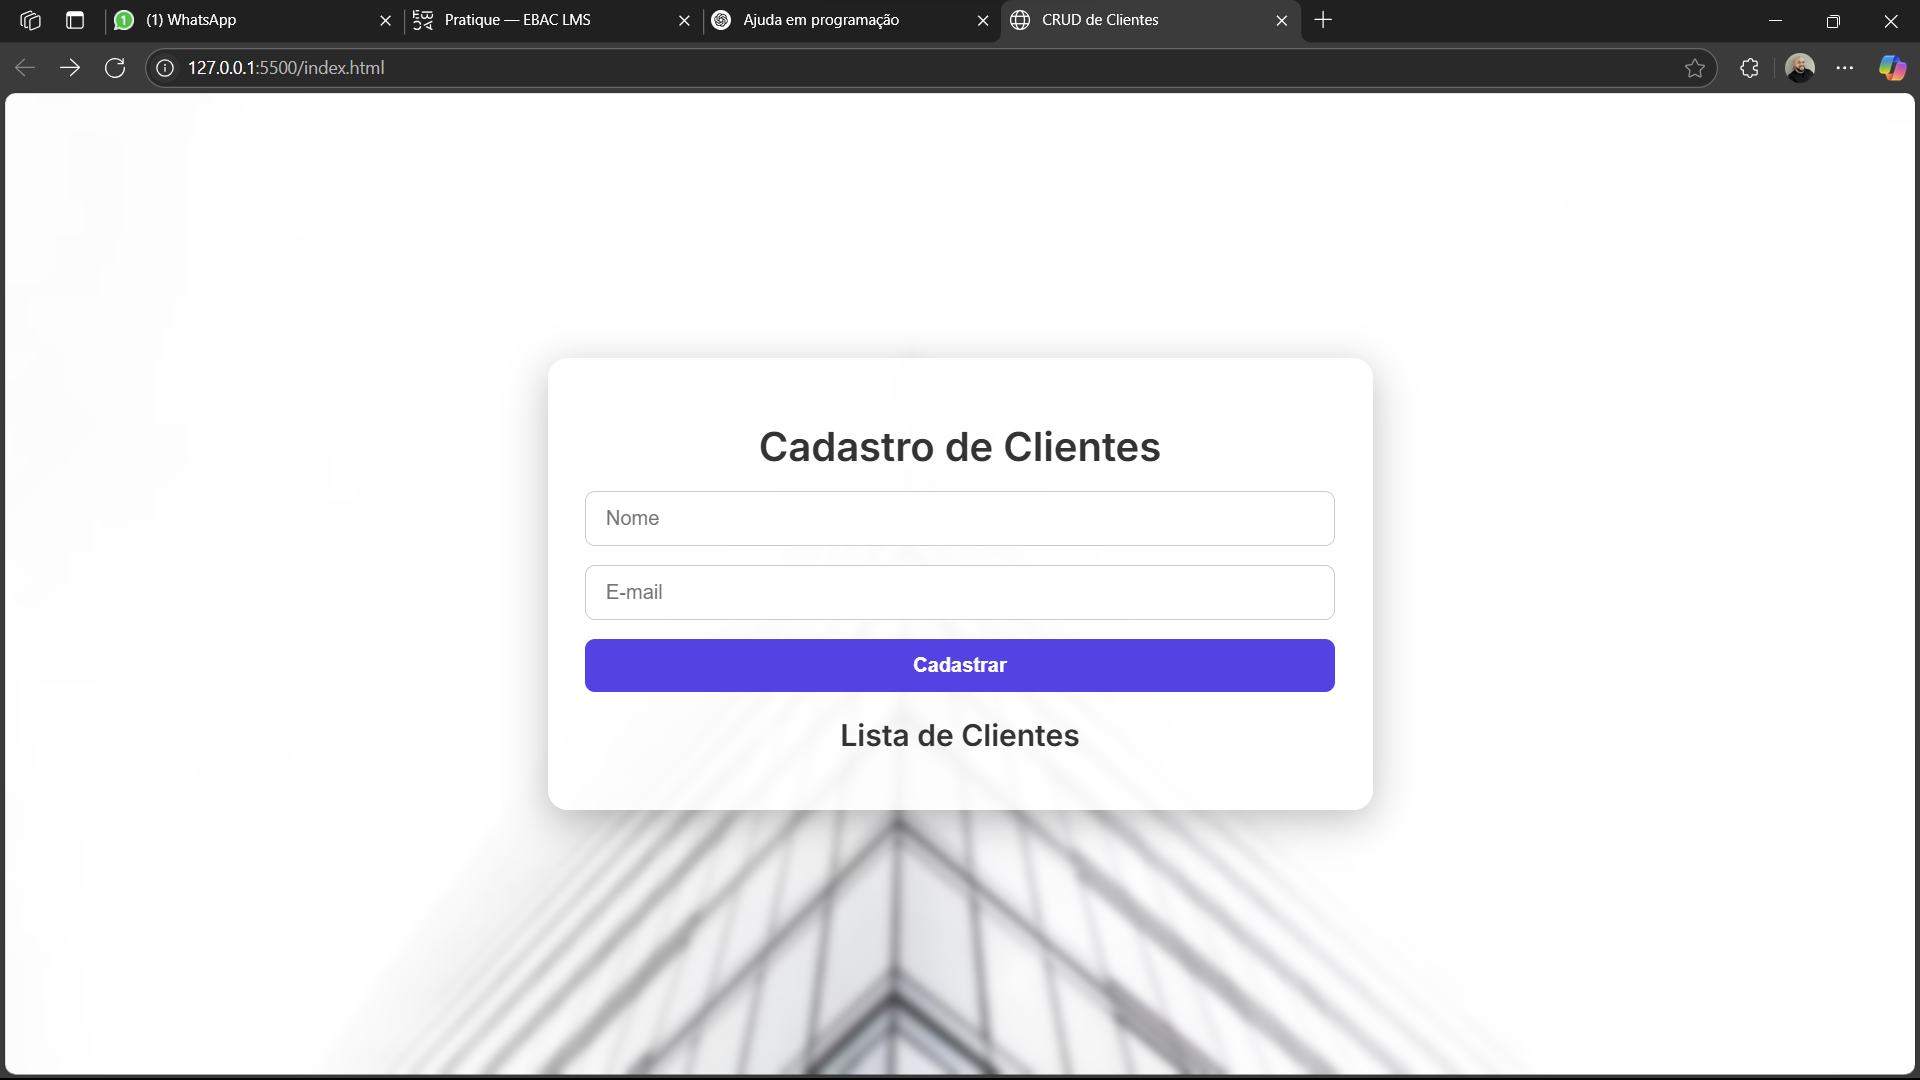 (1) WhatsApp
Pratique — EBAC LMS
Ajuda em programação
CRUD de Clientes
127.0.0.1:5500/index.html
Cadastro de Clientes
Nome
E-mail
Cadastrar
Lista de Clientes